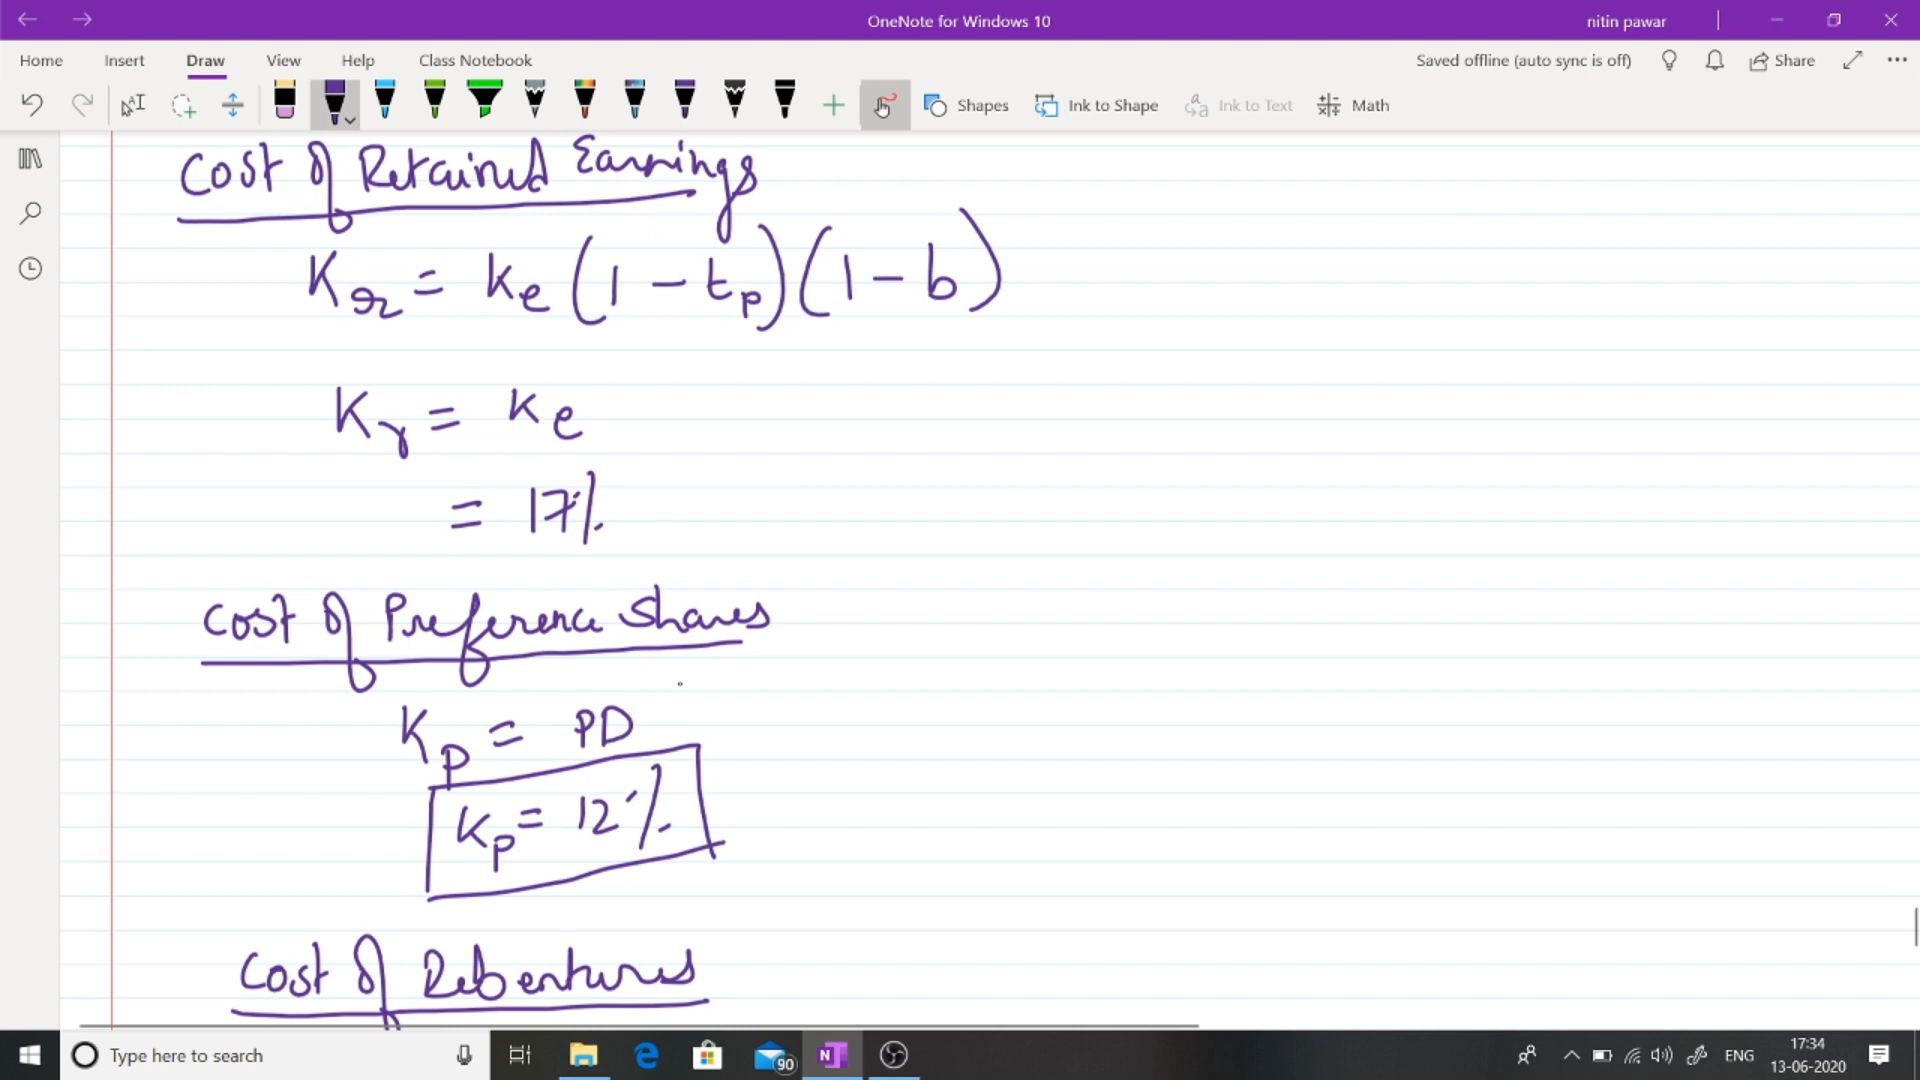 OneNote for Windows 10
nitin pawar
Home Insert Draw View Help Class Notebook
Saved offline (auto sync is off) Share
Shapes Ink to Shape Ink to Text Math
Cost of Retained Earnings
Kr = Ke (1 - tp) (1 - b)
Kr = Ke
= 17%
Cost of Preference Shares
Kp = PD
Kp = 12%
Cost of Debentures
Type here to search
90
ENG
17:34
13-06-2020